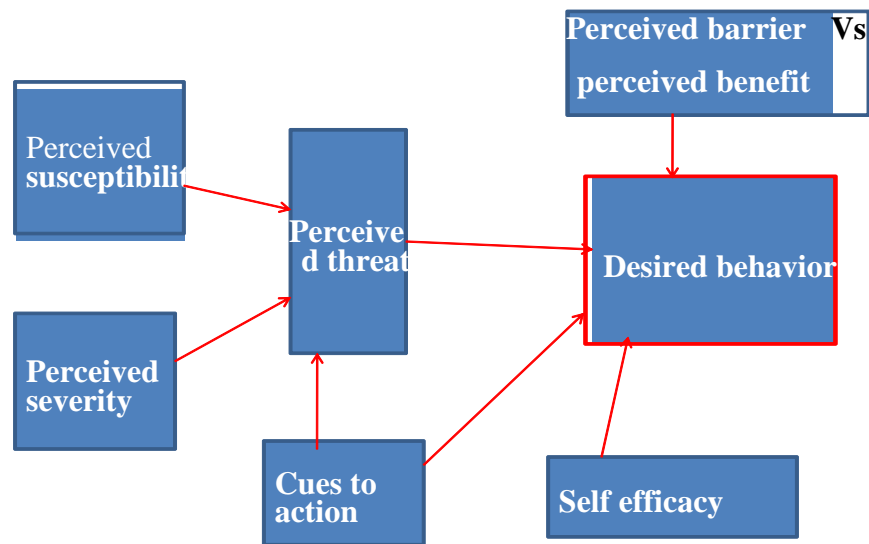 Perceived barrier Vs
perceived benefit
Perceived
susceptibilit
Perceive
d threat
Desired behavior
Perceived
severity
Cues to
action
Self efficacy